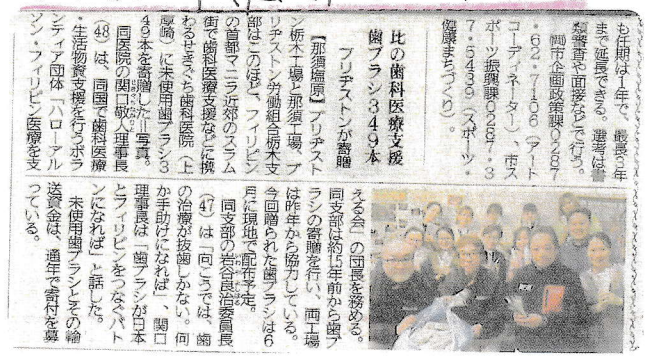 も任期は1年で、最長3年
まで延長できる。選考は書
類審査や面接などで行う。
問市企画政策課0287
・62・7106（アート
コーディネーター）、市ス
ポーツ振興課0287・3
7・5439（スポーツ・
健康まちづくり）。
比の歯科医療支援
歯ブラシ349本
ブリヂストンが寄贈
【那須塩原】ブリヂスト
ン栃木工場と那須工場、ブ
リヂストン労働組合栃木支
部はこのほど、フィリピン
の首都マニラ近郊のスラム
街で歯科医療支援などに携
わるせきぐち歯科医院（上
厚崎）に未使用歯ブラシ3
49本を寄贈した＝写真。
同医院の関口敬人理事長
（48）は、同国で歯科医療
・生活物資支援を行うボラ
ンティア団体「ハローアル
ソン・フィリピン医療を支
える会」の団長を務める。
同支部は約15年前から歯ブ
ラシの寄贈を行い、両工場
は昨年から協力している。
今回贈られた歯ブラシは6
月に現地で配布予定。
同支部の岩谷良治委員長
（47）は「向こうでは、歯
の治療が抜歯しかない。何
か手助けになれば」、関口
理事長は「歯ブラシが日本
とフィリピンをつなぐバト
ンになれば」と話した。
未使用歯ブラシとその輸
送資金は、通年で寄付を募
っている。